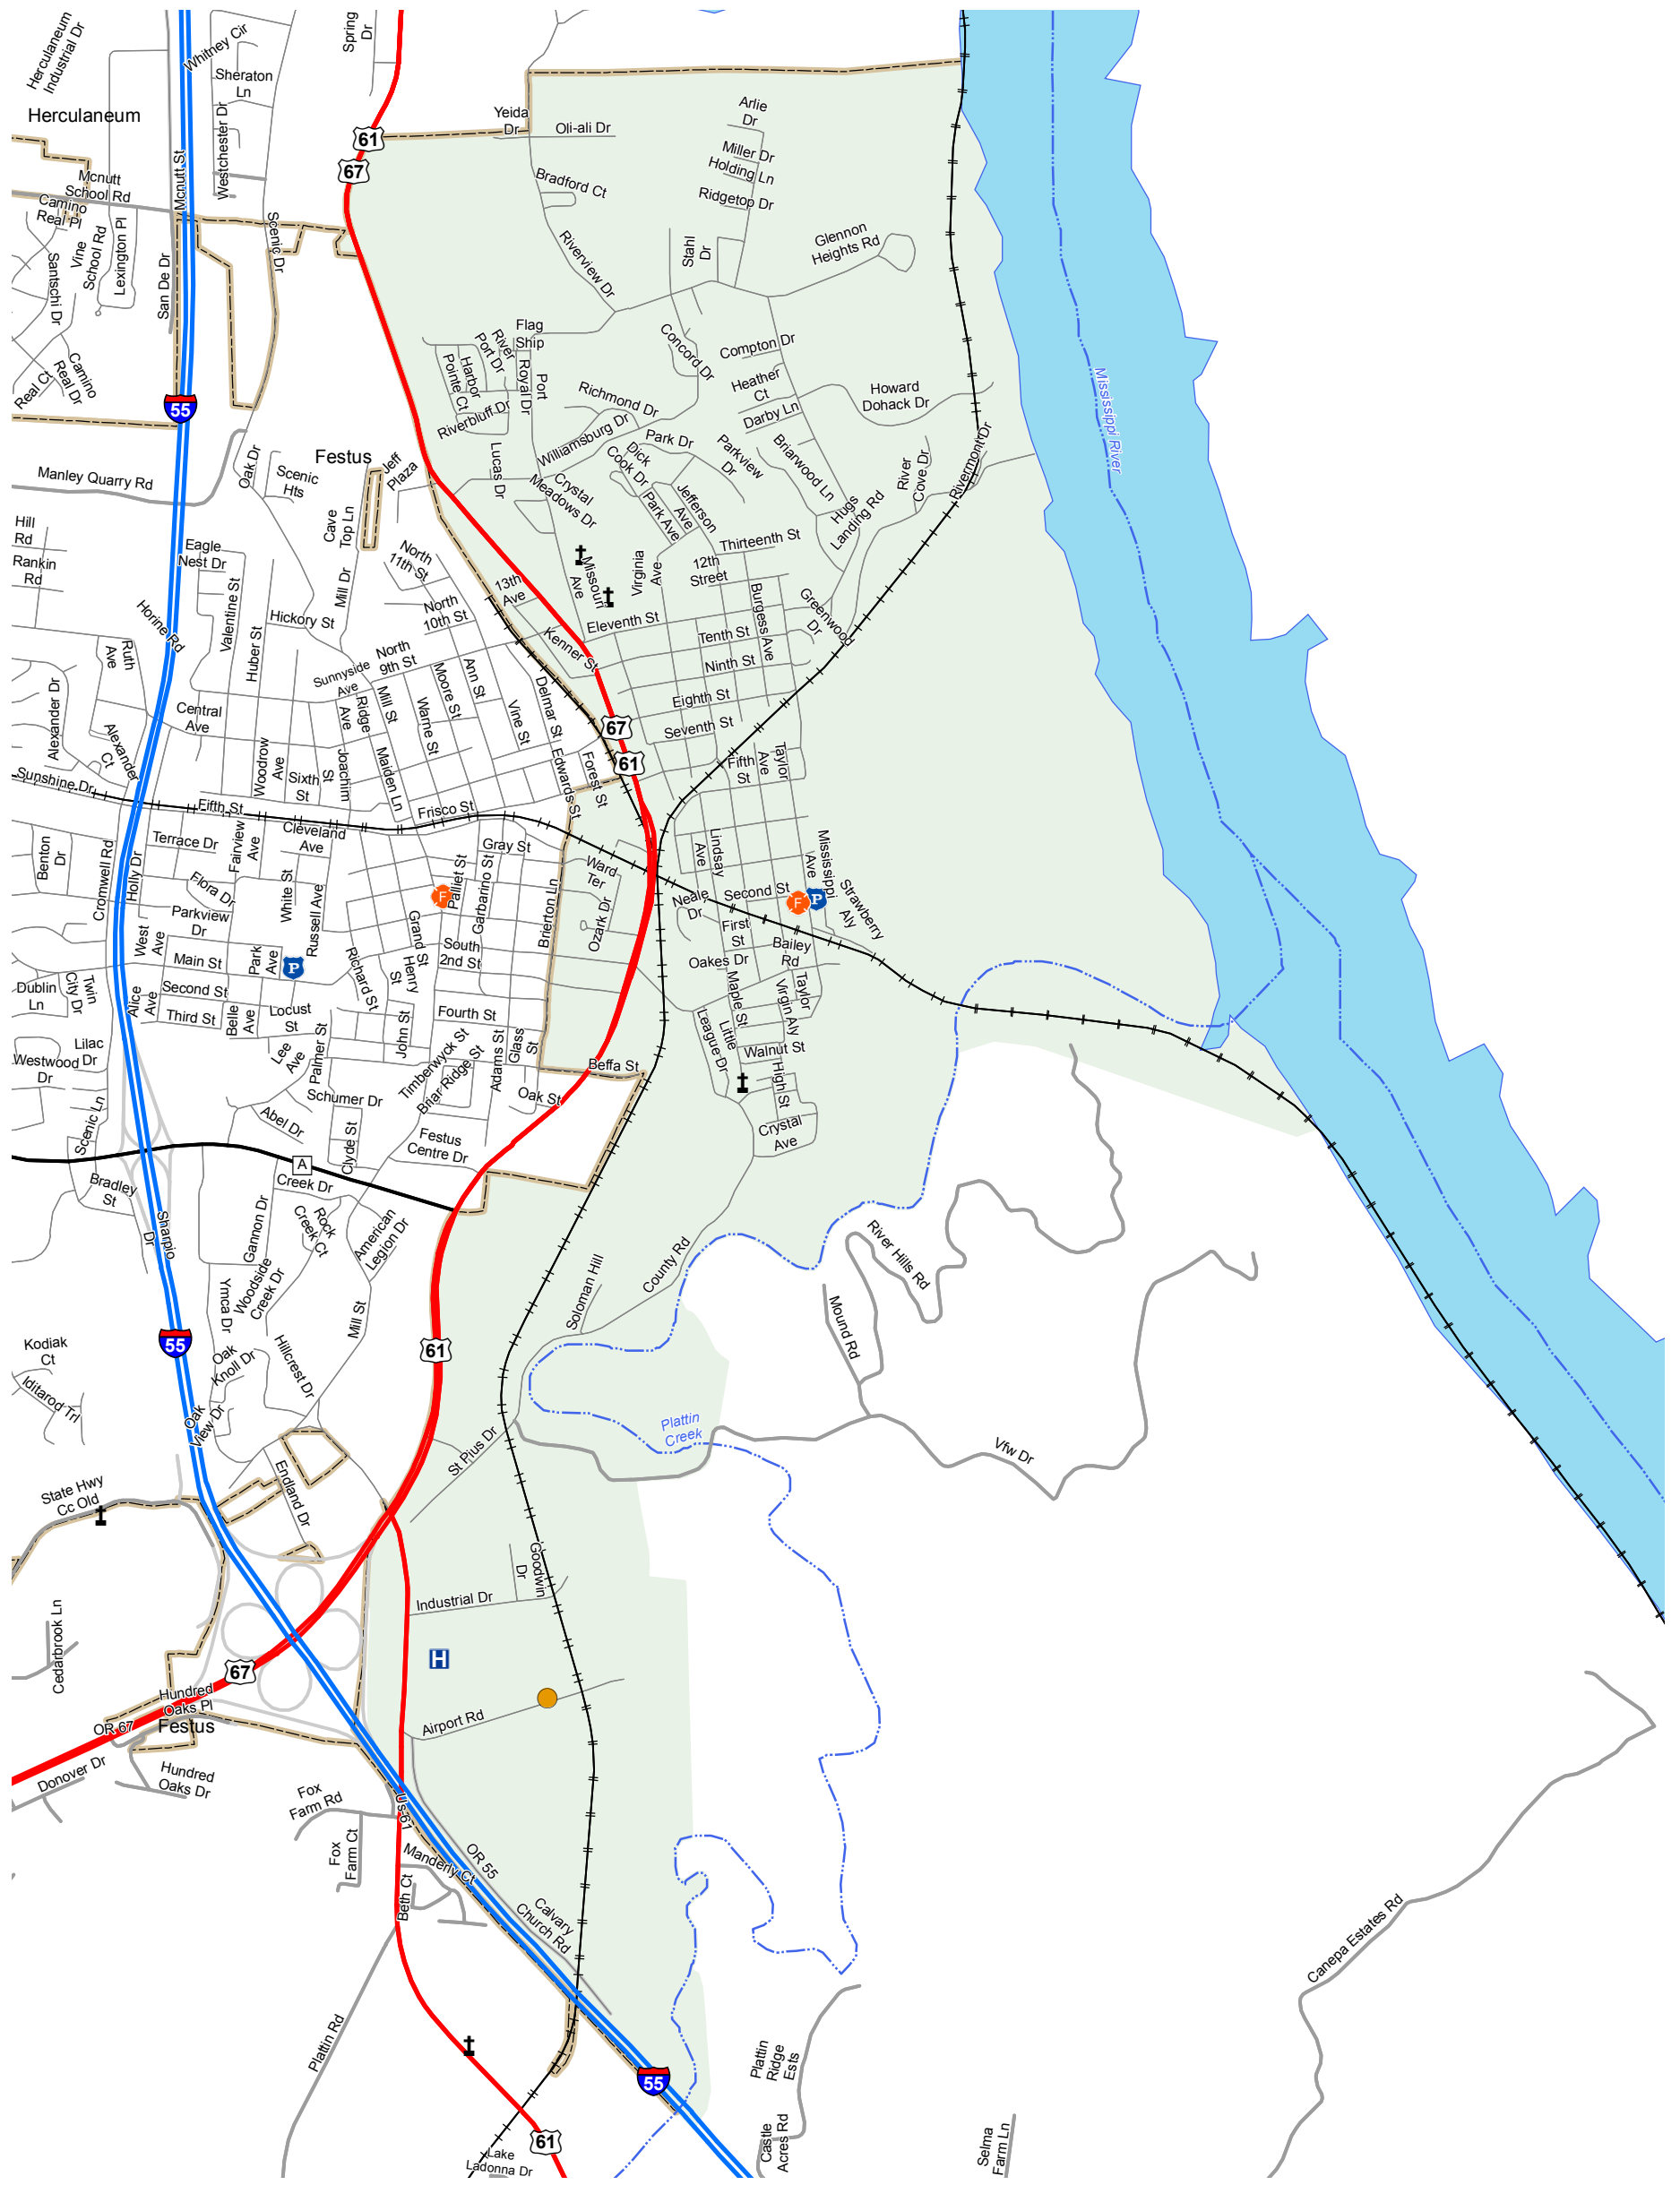 Herculaneum
Industrial Dr
Whitney Cir
Spring
Dr
Sheraton
Ln
Herculaneum
Westchester Dr
Mcnutt St
61
67
Yeida
Dr
Oli-ali Dr
Arlie
Dr
Miller Dr
Holding Ln
Ridgetop Dr
Mcnutt
School Rd
Camino
Real Pl
Vine
School Rd
Lexington Pl
Santschi Dr
San De Dr
Scenic Dr
Bradford Ct
Riverview Dr
Stahl
Dr
Glennon
Heights Rd
Camino
Real Dr
Real Ct
55
Flag
Ship
River
Port Dr
Harbor
Pointe Ct
Port
Royal Dr
Riverbluff Dr
Concord Dr
Compton Dr
Heather
Ct
Darby Ln
Howard
Dohack Dr
Mississippi River
Richmond Dr
Williamsburg Dr
Park Dr
Parkview
Dr
Briarwood Ln
River
Cove Dr
Rivermont Dr
Manley Quarry Rd
Oak Dr
Scenic
Hts
Festus
Jeff
Plaza
Lucas Dr
Crystal
Meadows Dr
Dick
Cook Dr
Park Ave
Jefferson
Ave
Hugs
Landing Rd
Hill
Rd
Rankin
Rd
Eagle
Nest Dr
Cave
Top Ln
Mill Dr
North
11th St
North
10th St
13th
Ave
Missouri
Ave
Virginia
Ave
12th
Street
Thirteenth St
Burgess Ave
Greenwood
Dr
Horine Rd
Valentine St
Huber St
Hickory St
Sunnyside
Ave
North
9th St
Kenner St
Eleventh St
Tenth St
Ninth St
Eighth St
Seventh St
Ruth
Ave
Alexander Dr
Alexander
Ct
Central
Ave
Woodrow
Ave
Sixth
St
Joachim
Ridge
Ave
Mill St
Maiden Ln
Warne St
Moore St
Ann St
Vine St
Delmar St
Edwards St
Forest St
67
61
Fifth
St
Taylor
Ave
Sunshine Dr
Fifth St
Frisco St
Benton
Dr
Cromwell Rd
Holly Dr
Terrace Dr
Fairview
Ave
Cleveland
Ave
Flora Dr
White St
Russell Ave
Gray St
Palliet St
Garbarino St
Brierton Ln
Ward
Ter
Ozark Dr
Lindsay
Ave
Mississippi
Ave
Strawberry
Aly
Neale
Dr
Second St
First
St
Bailey
Rd
F
F
P
Parkview
Dr
West
Ave
Main St
Park
Ave
P
Richard St
Grand St
Henry
St
South
2nd St
Oakes Dr
Maple St
Virgin Aly
Taylor
Dublin
Ln
Twin
City Dr
Alice
Ave
Second St
Third St
Belle
Ave
Locust
St
John St
Fourth St
Lilac
Dr
Westwood
Dr
Lee
Ave
Palmer St
Timberwyck St
Briar Ridge St
Adams St
Glass
St
Beffa St
League Dr
Little
Walnut St
High St
Crystal
Ave
Scenic Ln
Abel Dr
Schumer Dr
Clyde St
Oak St
Festus
Centre Dr
A
Bradley
St
Creek Dr
Rock
Creek Ct
American
Legion Dr
Sharpio
Dr
Gannon Dr
Woodside
Creek Dr
Ymca Dr
Mill St
Soloman Hill
County Rd
River Hills Rd
Mound Rd
55
61
Kodiak
Ct
Iditarod Trl
Oak
Knoll Dr
Hillcrest Dr
Oak
View Dr
Plattin
Creek
St Pius Dr
Vfw Dr
State Hwy
Cc Old
Endland Dr
Goodwin
Dr
Industrial Dr
H
Cedarbrook Ln
67
Hundred
Oaks Pl
OR 67
Festus
Airport Rd
Donover Dr
Hundred
Oaks Dr
Fox
Farm Rd
Fox
Farm Ct
US 61
Manderly Ct
OR 55
Beth Ct
Calvary
Church Rd
Canepa Estates Rd
Plattin Rd
55
Plattin
Ridge
Ests
61
Castle
Acres Rd
Selma
Farm Ln
Lake
Ladonna Dr